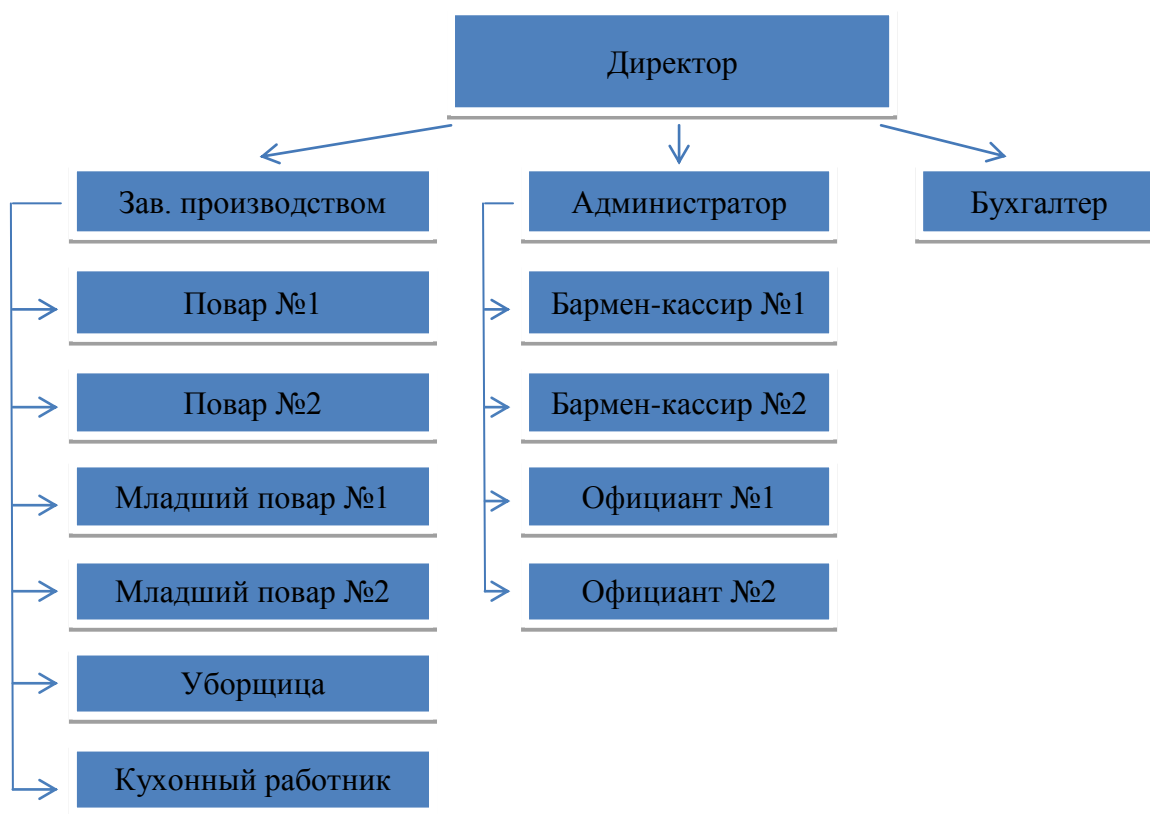 Директор
Зав. производством
Администратор
Бухгалтер
Повар №1
Бармен-кассир №1
Повар №2
Бармен-кассир №2
Младший повар №1
Официант №1
Младший повар №2
Официант №2
Уборщица
Кухонный работник